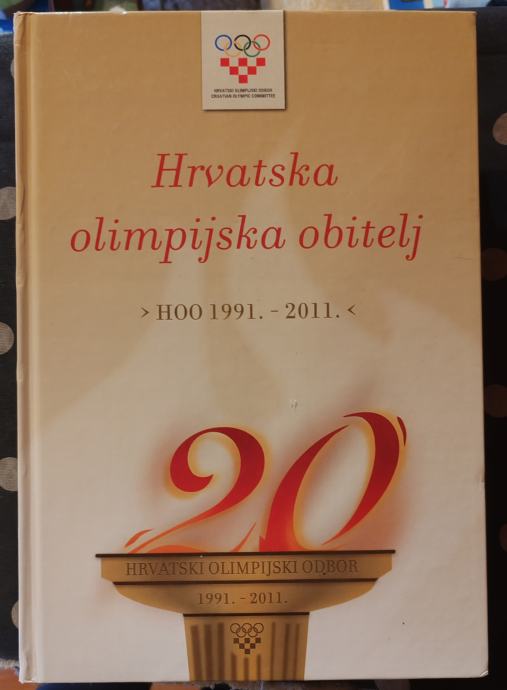 HRVATSKI OLIMPIJSKI ODBOR
CROATIAN OLYMPIC COMMITTEE
Hrvatska
olimpijska obitelj
> HOO 1991. - 2011. <
20
HRVATSKI OLIMPIJSKI ODBOR
1991. - 2011.